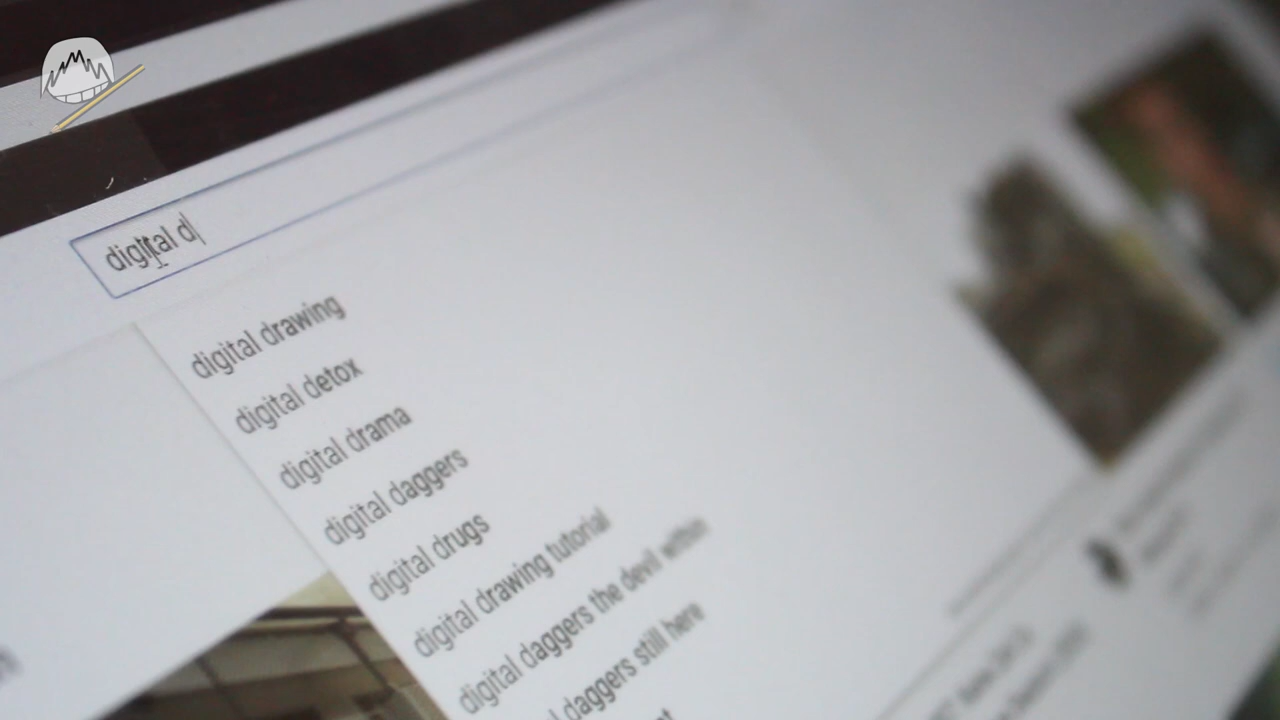 digital d
digital drawing
digital detox
digital drama
digital daggers
digital drugs
digital drawing tutorial
digital daggers the devil within
daggers still here